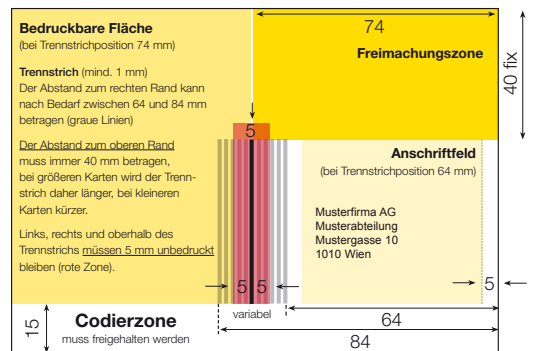 Bedruckbare Fläche
(bei Trennstrichposition 74 mm)
Trennstrich (mind. 1 mm)
Der Abstand zum rechten Rand kann
nach Bedarf zwischen 64 und 84 mm
betragen (graue Linien)
Der Abstand zum oberen Rand
muss immer 40 mm betragen,
bei größeren Karten wird der Trenn-
strich daher länger, bei kleineren
Karten kürzer.
Links, rechts und oberhalb des
Trennstrichs müssen 5 mm unbedruckt
bleiben (rote Zone).
74
Freimachungszone
40 fix
5
Anschriftfeld
(bei Trennstrichposition 64 mm)
Musterfirma AG
Musterabteilung
Mustergasse 10
1010 Wien
5 5
5
variabel
15
Codierzone
muss freigehalten werden
64
84